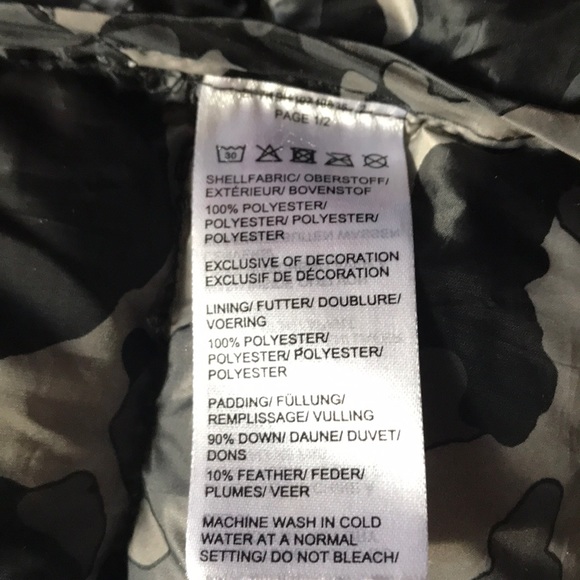 PAGE 1/2
30
SHELLFABRIC/ OBERSTOFF/
EXTÉRIEUR/ BOVENSTOF
100% POLYESTER/
POLYESTER/ POLYESTER/
POLYESTER
EXCLUSIVE OF DECORATION
EXCLUSIF DE DÉCORATION
LINING/ FUTTER/ DOUBLURE/
VOERING
100% POLYESTER/
POLYESTER/ POLYESTER/
POLYESTER
PADDING/ FÜLLUNG/
REMPLISSAGE/ VULLING
90% DOWN/ DAUNE/ DUVET/
DONS
10% FEATHER/ FEDER/
PLUMES/ VEER
MACHINE WASH IN COLD
WATER AT A NORMAL
SETTING/ DO NOT BLEACH/